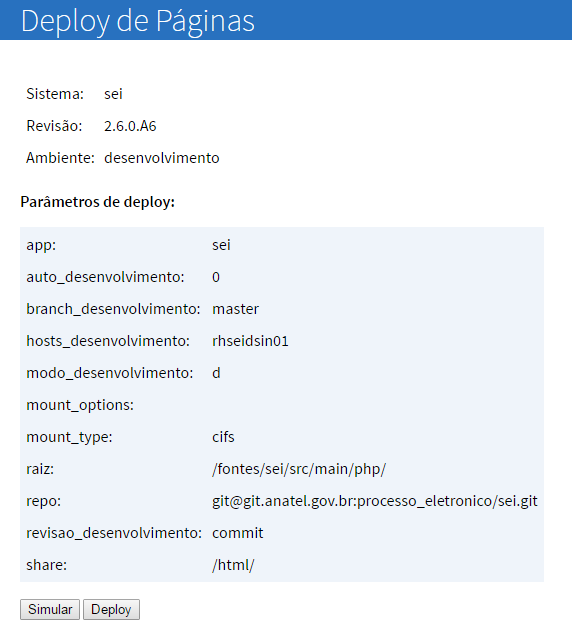 Deploy de Páginas
Sistema: sei
Revisão: 2.6.0.A6
Ambiente: desenvolvimento
Parâmetros de deploy:
app: sei
auto_desenvolvimento: 0
branch_desenvolvimento: master
hosts_desenvolvimento: rhseidsin01
modo_desenvolvimento: d
mount_options:
mount_type: cifs
raiz: /fontes/sei/src/main/php/
repo: git@git.anatel.gov.br:processo_eletronico/sei.git
revisao_desenvolvimento: commit
share: /html/
Simular Deploy